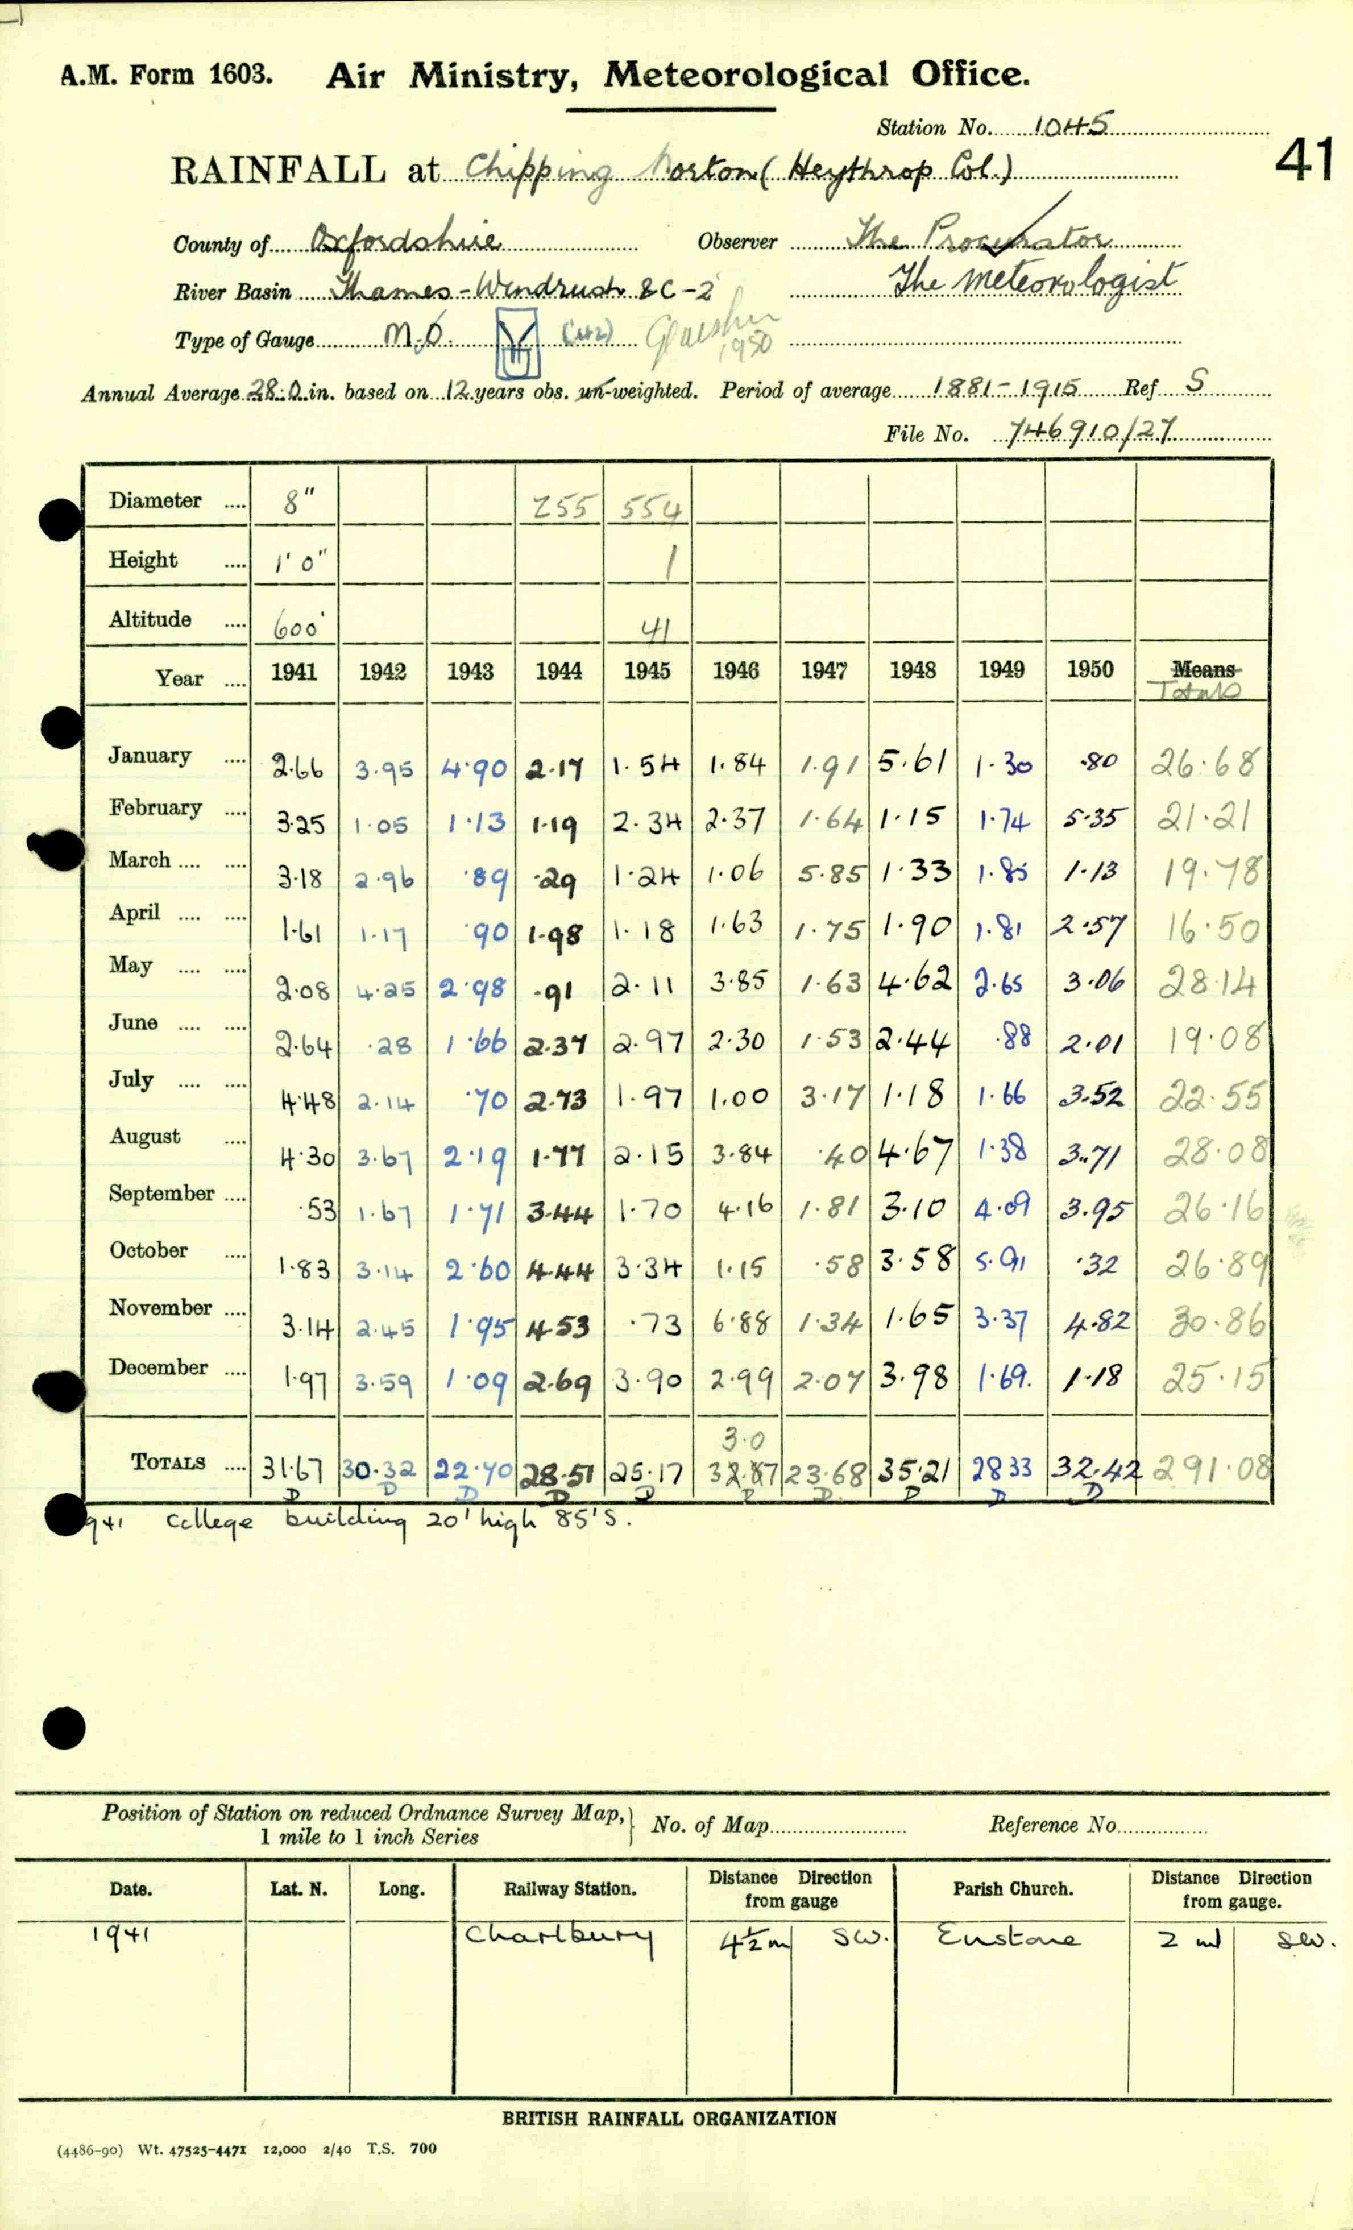 A.M. Form 1603. Air Ministry, Meteorological Office.
Station No. 1045
41
RAINFALL at Chipping Norton (Heythrop Col.)
County of Oxfordshire Observer The Procurator
The Meteorologist
River Basin Thames-Windrush 8C-2
Type of Gauge M.O. (42) Glaisher 1950
Annual Average 28.0 in. based on 12 years obs. un-weighted. Period of average 1881-1915 Ref S
File No. 746910/27
Diameter .... 8" 255 554
Height .... 1' 0" 1
Altitude .... 600' 41
Year .... 1941 1942 1943 1944 1945 1946 1947 1948 1949 1950 Means
Totals
January .... 2.66 3.95 4.90 2.17 1.54 1.84 1.91 5.61 1.30 .80 26.68
February .... 3.25 1.05 1.13 1.19 2.34 2.37 1.64 1.15 1.74 5.35 21.21
March .... .... 3.18 2.96 .89 .29 1.24 1.06 5.85 1.33 1.85 1.13 19.78
April .... .... 1.61 1.17 .90 1.98 1.18 1.63 1.75 1.90 1.81 2.57 16.50
May .... .... 2.08 4.25 2.98 .91 2.11 3.85 1.63 4.62 2.65 3.06 28.14
June .... .... 2.64 .28 1.66 2.37 2.97 2.30 1.53 2.44 .88 2.01 19.08
July .... .... 4.48 2.14 .70 2.73 1.97 1.00 3.17 1.18 1.66 3.52 22.55
August .... 4.30 3.67 2.19 1.77 2.15 3.84 .40 4.67 1.38 3.71 28.08
September .... .53 1.67 1.71 3.44 1.70 4.16 1.81 3.10 4.09 3.95 26.16
October .... 1.83 3.14 2.60 4.44 3.34 1.15 .58 3.58 5.91 .32 26.89
November .... 3.14 2.45 1.95 4.53 .73 6.88 1.34 1.65 3.37 4.82 30.86
December .... 1.97 3.59 1.09 2.69 3.90 2.99 2.07 3.98 1.69. 1.18 25.15
3.0
TOTALS .... 31.67 30.32 22.70 28.51 25.17 32.87 23.68 35.21 28.33 32.42 291.08
D D D D D D D D D D
1941 College building 20' high 85'S.
Position of Station on reduced Ordnance Survey Map, 1 mile to 1 inch Series } No. of Map Reference No.
Date. Lat. N. Long. Railway Station. Distance Direction from gauge Parish Church. Distance Direction from gauge.
1941 Charlbury 4½ m SW. Enstone 2 ml SW.
BRITISH RAINFALL ORGANIZATION
(4486-90) Wt. 47525-4471 12,000 2/40 T.S. 700